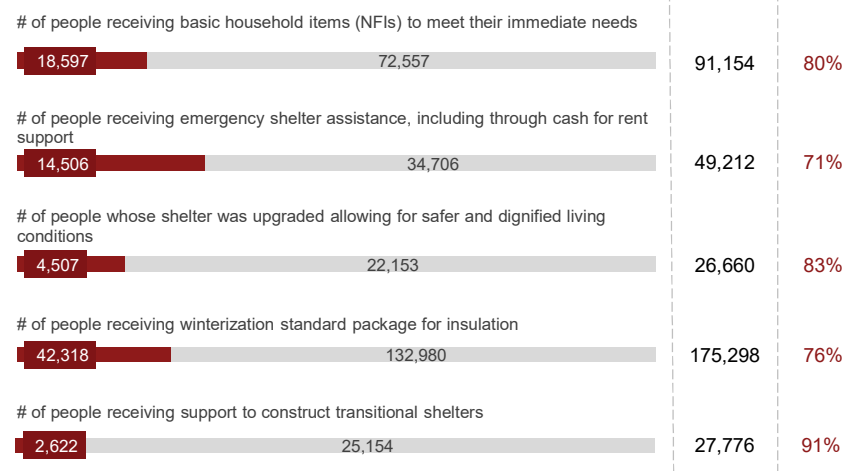 # of people receiving basic household items (NFIs) to meet their immediate needs
18,597 72,557 91,154 80%
# of people receiving emergency shelter assistance, including through cash for rent
support
14,506 34,706 49,212 71%
# of people whose shelter was upgraded allowing for safer and dignified living
conditions
4,507 22,153 26,660 83%
# of people receiving winterization standard package for insulation
42,318 132,980 175,298 76%
# of people receiving support to construct transitional shelters
2,622 25,154 27,776 91%